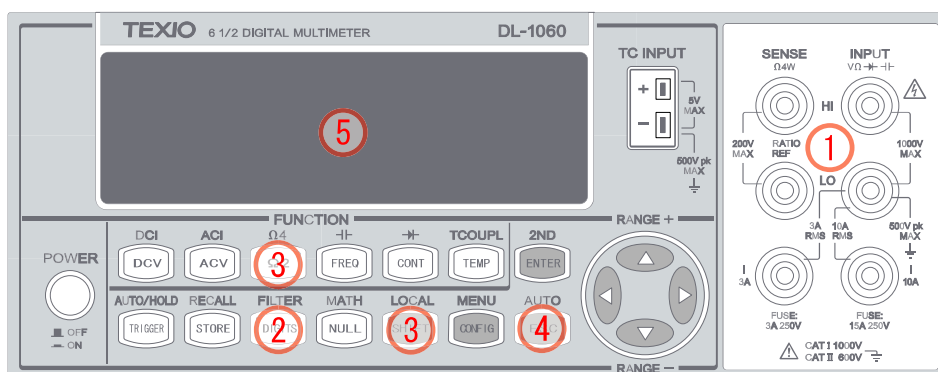 TEXIO 6 1/2 DIGITAL MULTIMETER DL-1060
TC INPUT
+
−
5V
MAX
500V pk
MAX
5
SENSE
Ω4W
INPUT
VΩ
HI
200V
MAX
RATIO
REF
1
1000V
MAX
LO
3A
RMS
10A
RMS
500V pk
MAX
I
3A
I
10A
FUSE:
3A 250V
FUSE:
15A 250V
CAT I 1000V
CAT II 600V
FUNCTION
POWER
OFF
ON
DCI ACI Ω4 TCOUPL 2ND
DCV ACV 3 FREQ CONT TEMP ENTER
AUTO/HOLD RECALL FILTER MATH LOCAL MENU AUTO
TRIGGER STORE 2 NULL 3 CONFIG 4
RANGE +
RANGE −